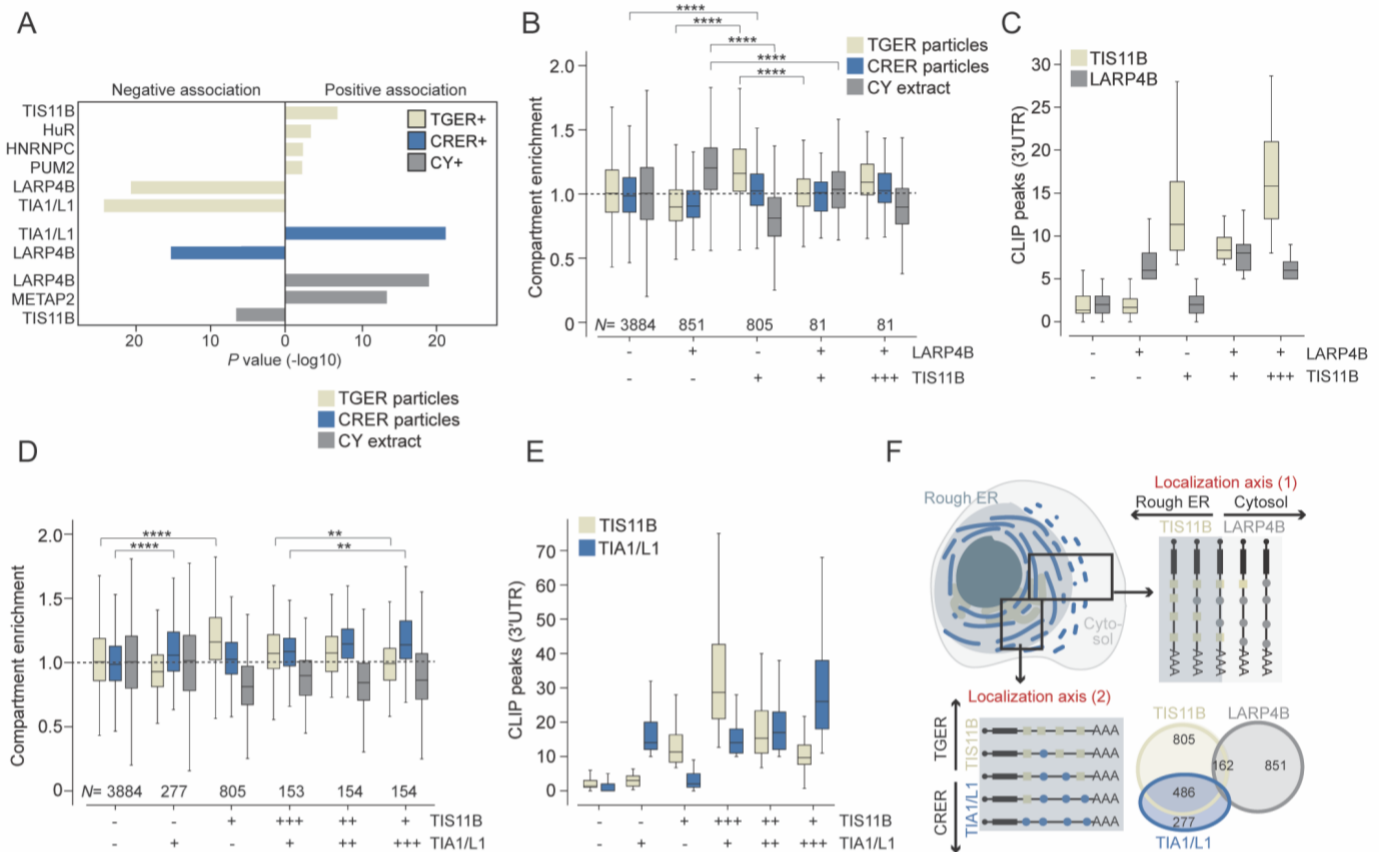 A
Negative association
Positive association
TIS11B
HuR
HNRNPC
PUM2
LARP4B
TIA1/L1
TIA1/L1
LARP4B
LARP4B
METAP2
TIS11B
TGER+
CRER+
CY+
20 10 0 10 20
P value (-log10)
B
**** 
****
****
****
****
TGER particles
CRER particles
CY extract
Compartment enrichment
2.0
1.5
1.0
0.5
0
N= 3884 851 805 81 81
- + - + + LARP4B
- - + + +++ TIS11B
C
TIS11B
LARP4B
CLIP peaks (3'UTR)
30
25
20
15
10
5
0
- + - + + LARP4B
- - + + +++ TIS11B
TGER particles
CRER particles
CY extract
D
**** **
**** **
Compartment enrichment
2.0
1.5
1.0
0.5
0
N= 3884 277 805 153 154 154
- - + +++ ++ + TIS11B
- + - + ++ +++ TIA1/L1
E
TIS11B
TIA1/L1
CLIP peaks (3'UTR)
70
60
50
40
30
20
10
0
- - + +++ ++ + TIS11B
- + - + ++ +++ TIA1/L1
F
Rough ER
Cyto-
sol
Localization axis (1)
Rough ER Cytosol
TIS11B LARP4B
AAA AAA AAA AAA AAA
Localization axis (2)
TGER
TIS11B
CRER
TIA1/L1
AAA
AAA
AAA
AAA
AAA
TIS11B LARP4B
805
162 851
486
277
TIA1/L1